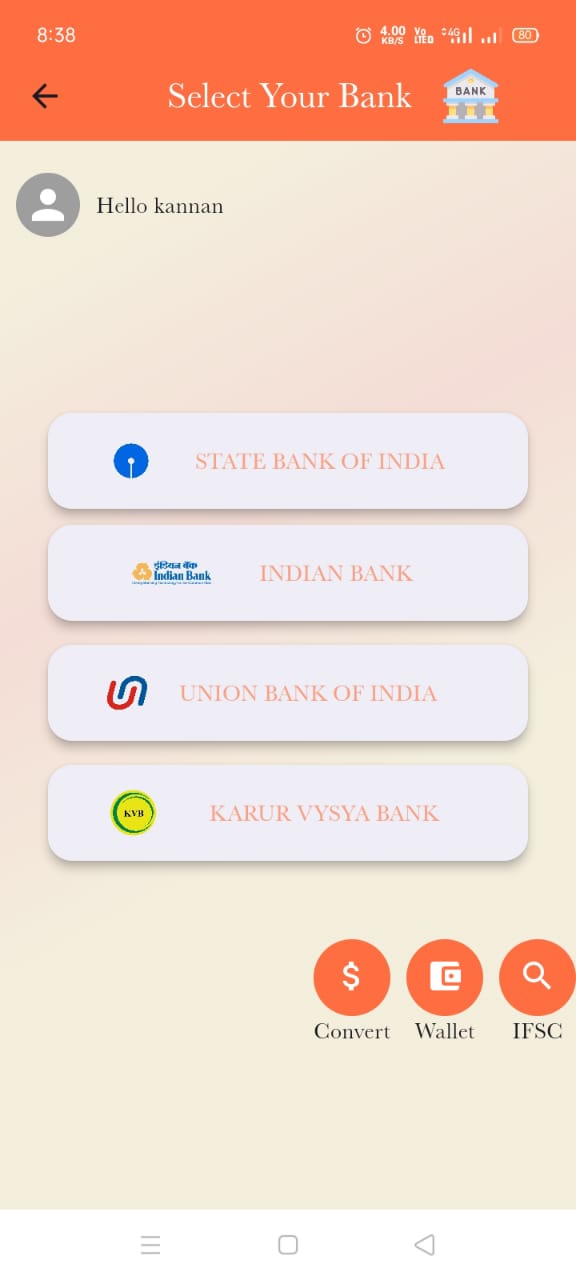 8:38
4.00 KB/S Vo LTED 4G 80
Select Your Bank
BANK
Hello kannan
STATE BANK OF INDIA
इंडियन बैंक
Indian Bank
INDIAN BANK
UNION BANK OF INDIA
KVB
KARUR VYSYA BANK
Convert Wallet IFSC